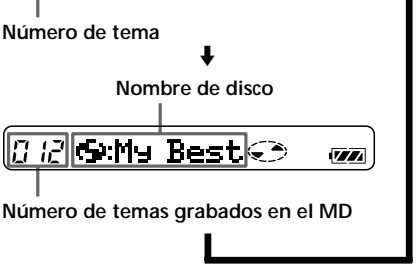 Número de tema
Nombre de disco
012 :My Best
Número de temas grabados en el MD